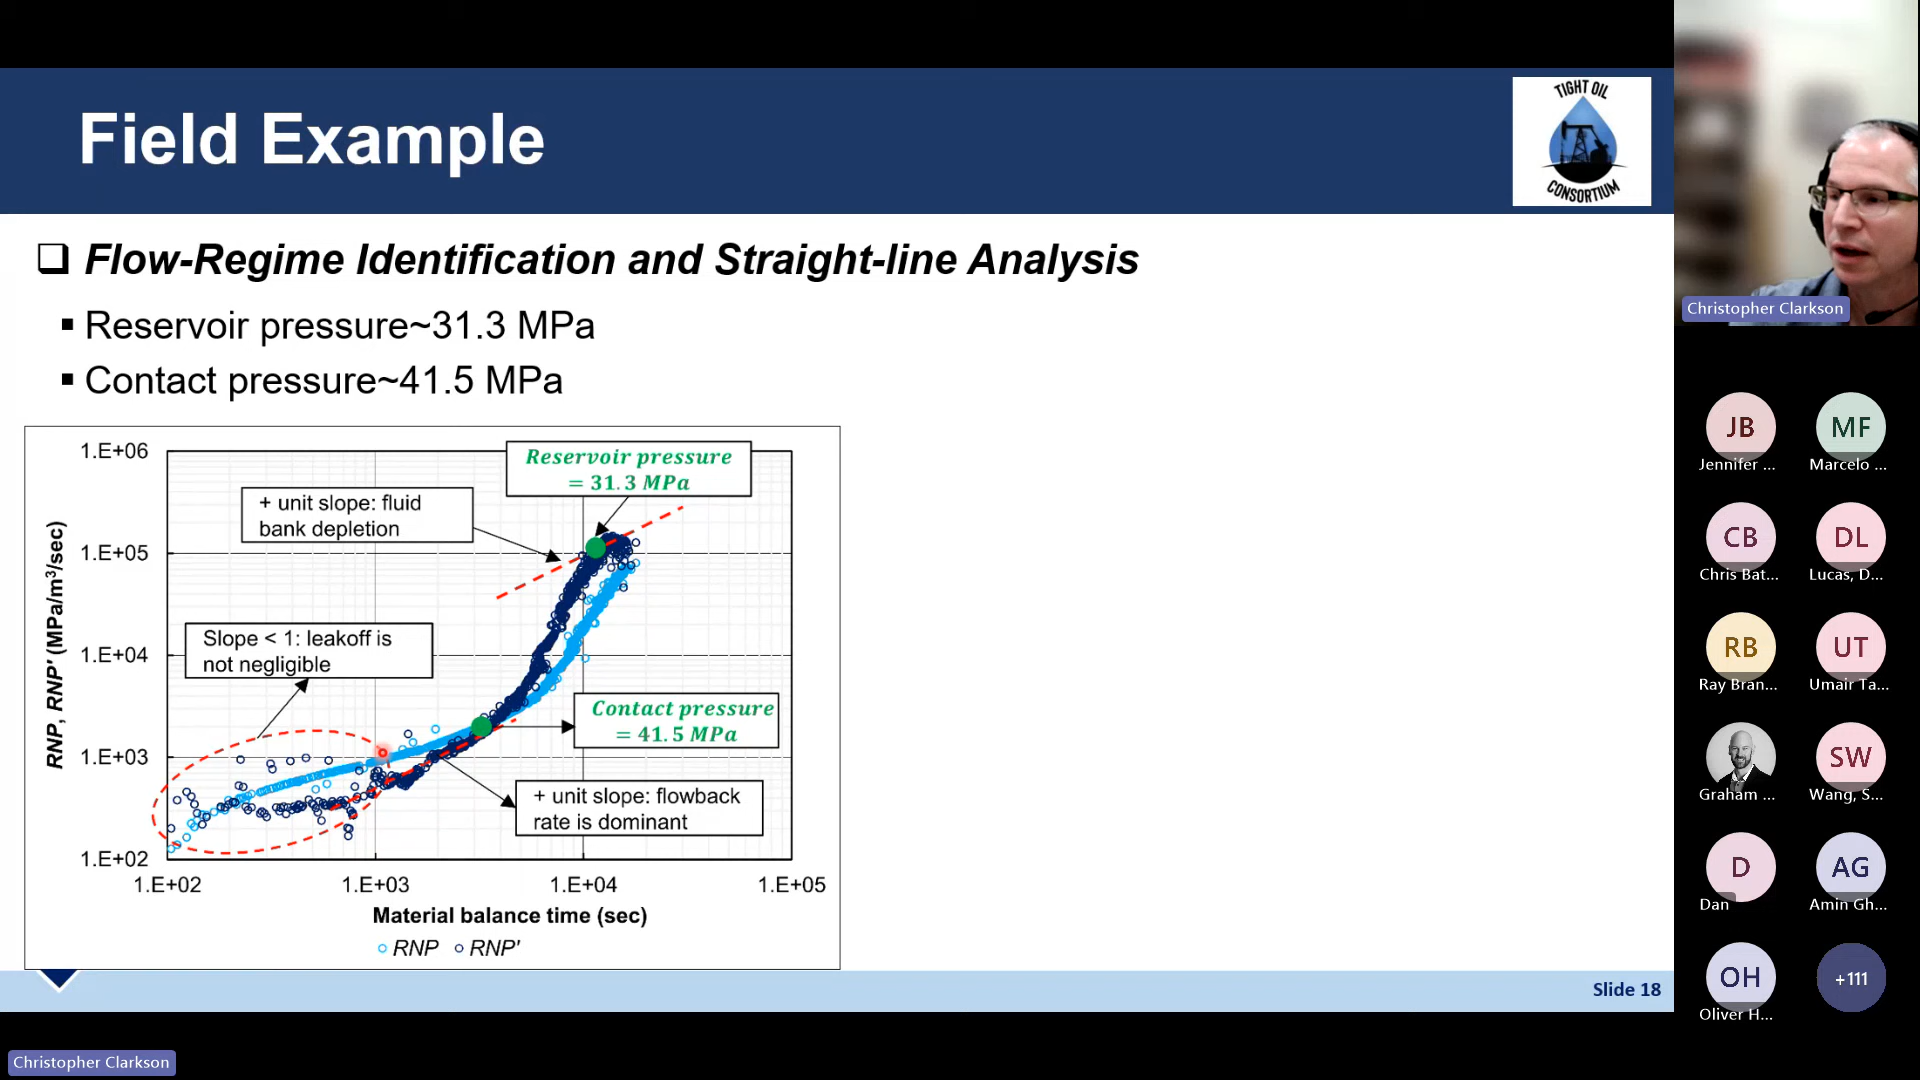 Field Example
TIGHT OIL
CONSORTIUM
❑ Flow-Regime Identification and Straight-line Analysis
▪ Reservoir pressure~31.3 MPa
▪ Contact pressure~41.5 MPa
RNP, RNP' (MPa/m³/sec)
1.E+06
1.E+05
1.E+04
1.E+03
1.E+02
Reservoir pressure
= 31.3 MPa
+ unit slope: fluid
bank depletion
Slope < 1: leakoff is
not negligible
Contact pressure
= 41.5 MPa
+ unit slope: flowback
rate is dominant
1.E+02 1.E+03 1.E+04 1.E+05
Material balance time (sec)
RNP RNP'
Slide 18
Christopher Clarkson
Christopher Clarkson
JB MF
Jennifer ... Marcelo ...
CB DL
Chris Bat... Lucas, D...
RB UT
Ray Bran... Umair Ta...
SW
Graham ... Wang, S...
D AG
Dan Amin Gh...
OH +111
Oliver H...